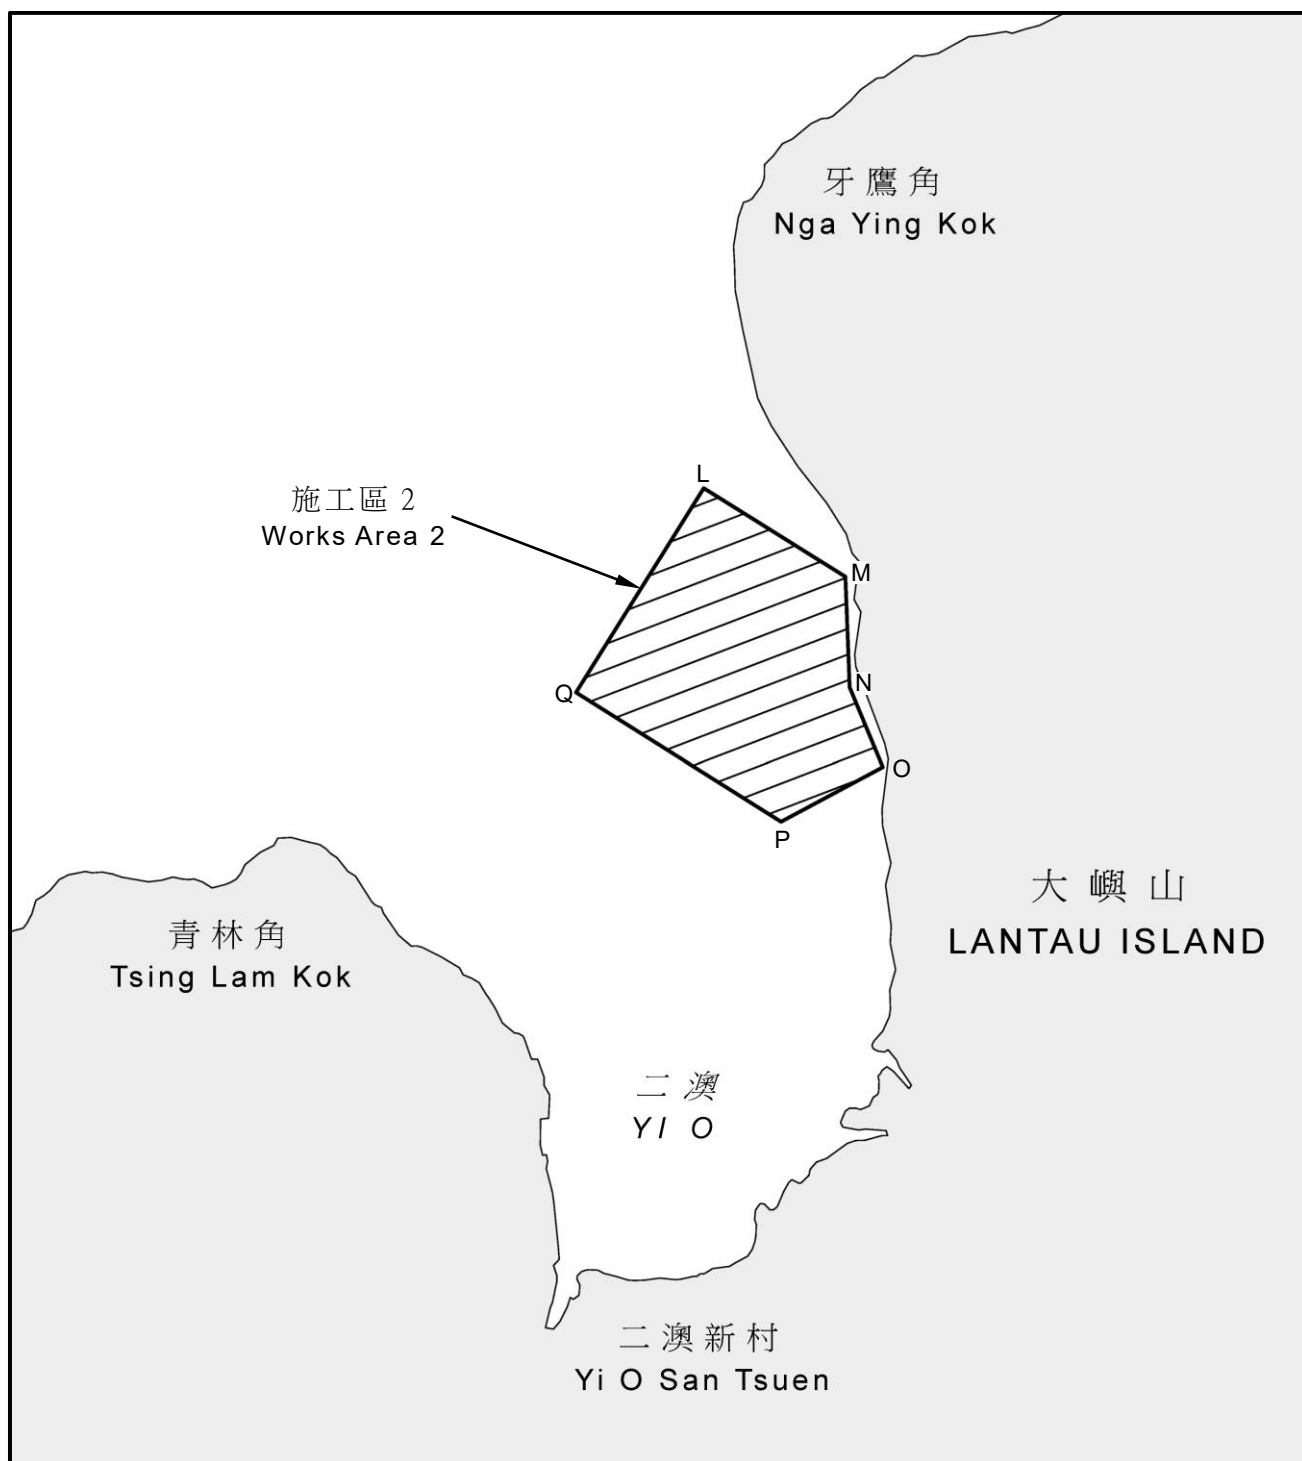 牙鷹角
Nga Ying Kok
L
施工區 2
Works Area 2
M
N
Q
O
P
大嶼山
LANTAU ISLAND
青林角
Tsing Lam Kok
二澳
YI O
二澳新村
Yi O San Tsuen